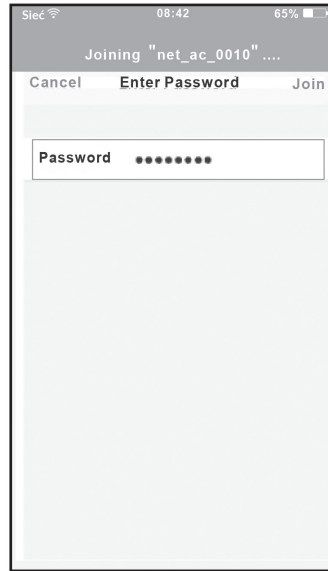 Sieć 08:42 65%
Joining "net_ac_0010"....
Cancel Enter Password Join
Password ●●●●●●●●